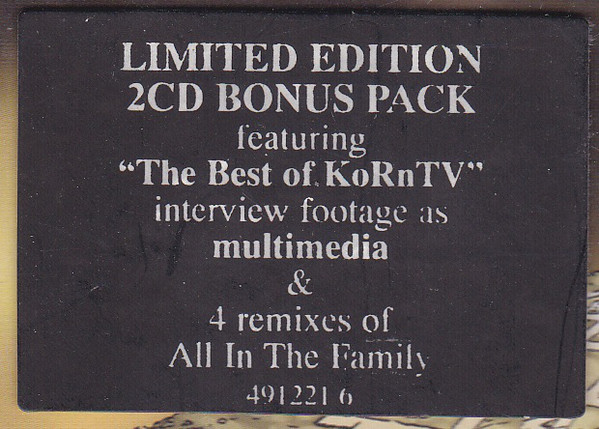 LIMITED EDITION
2CD BONUS PACK
featuring
“The Best of KoRnTV”
interview footage as
multimedia
&
4 remixes of
All In The Family
491221 6